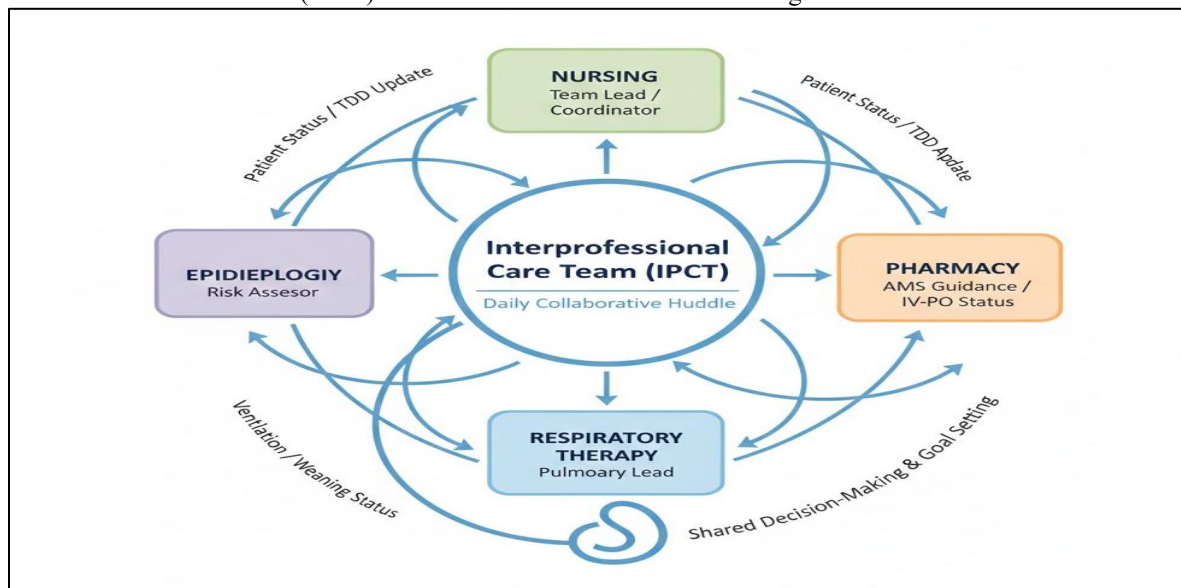 Patient Status / TDD Update
NURSING
Team Lead /
Coordinator
Patient Status / TDD Apdate
EPIDIEPLOGIY
Risk Assesor
Interprofessional
Care Team (IPCT)
Daily Collaborative Huddle
PHARMACY
AMS Guidance /
IV-PO Status
Ventlation / Weaning Status
RESPIRATORY
THERAPY
Pulmoary Lead
Shared Decision-Making & Goal Setting